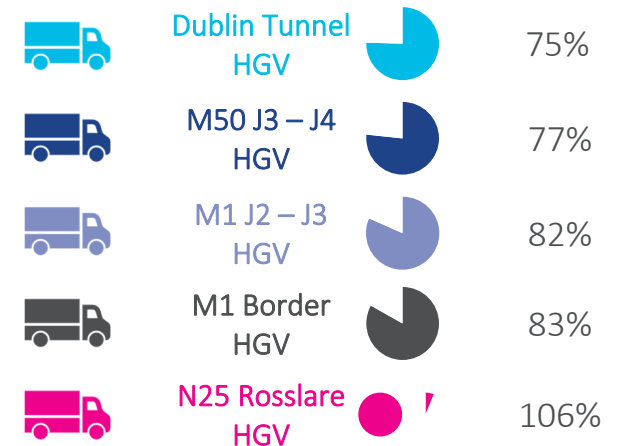 Dublin Tunnel
HGV
75%
M50 J3 – J4
HGV
77%
M1 J2 – J3
HGV
82%
M1 Border
HGV
83%
N25 Rosslare
HGV
106%